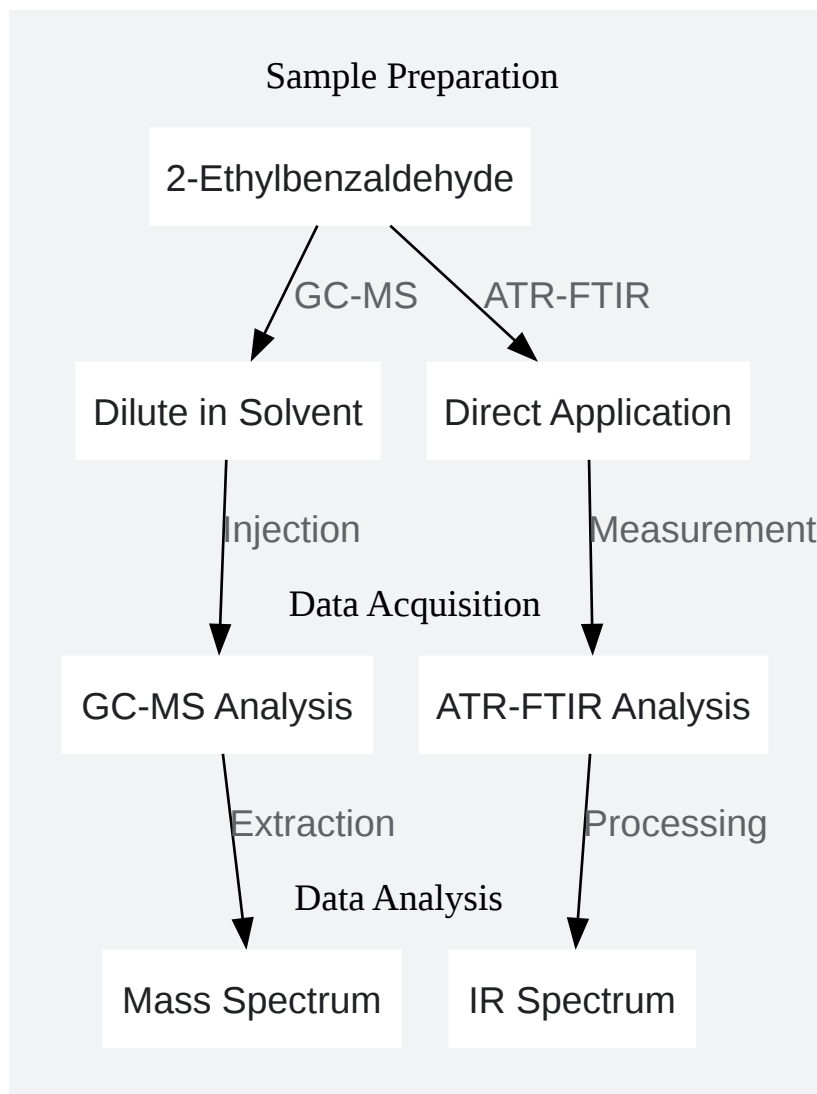 Sample Preparation
2-Ethylbenzaldehyde
GC-MS
ATR-FTIR
Dilute in Solvent
Direct Application
Injection
Measurement
Data Acquisition
GC-MS Analysis
ATR-FTIR Analysis
Extraction
Processing
Data Analysis
Mass Spectrum
IR Spectrum